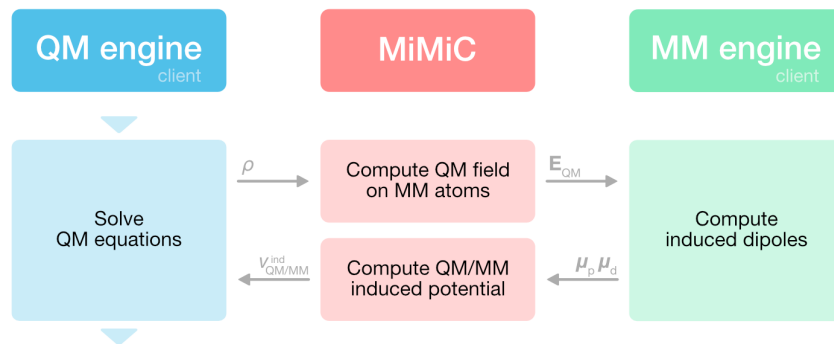 QM engine
client
MiMiC
MM engine
client
Solve
QM equations
ρ
Compute QM field
on MM atoms
E_QM
Compute
induced dipoles
v^ind_QM/MM
Compute QM/MM
induced potential
μ_p μ_d